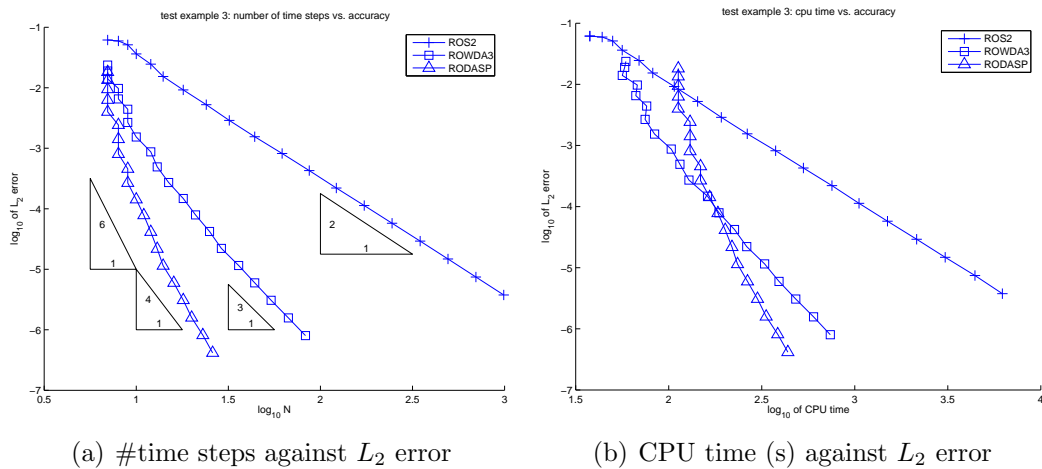 test example 3: number of time steps vs. accuracy
−1
−2
−3
−4
−5
−6
−7
log10 of L2 error
ROS2
ROWDA3
RODASP
6
1
4
1
3
1
2
1
0.5
1
1.5
2
2.5
3
log10 N
(a) #time steps against L2 error
test example 3: cpu time vs. accuracy
−1
−2
−3
−4
−5
−6
−7
log10 of L2 error
ROS2
ROWDA3
RODASP
1.5
2
2.5
3
3.5
4
log10 of CPU time
(b) CPU time (s) against L2 error